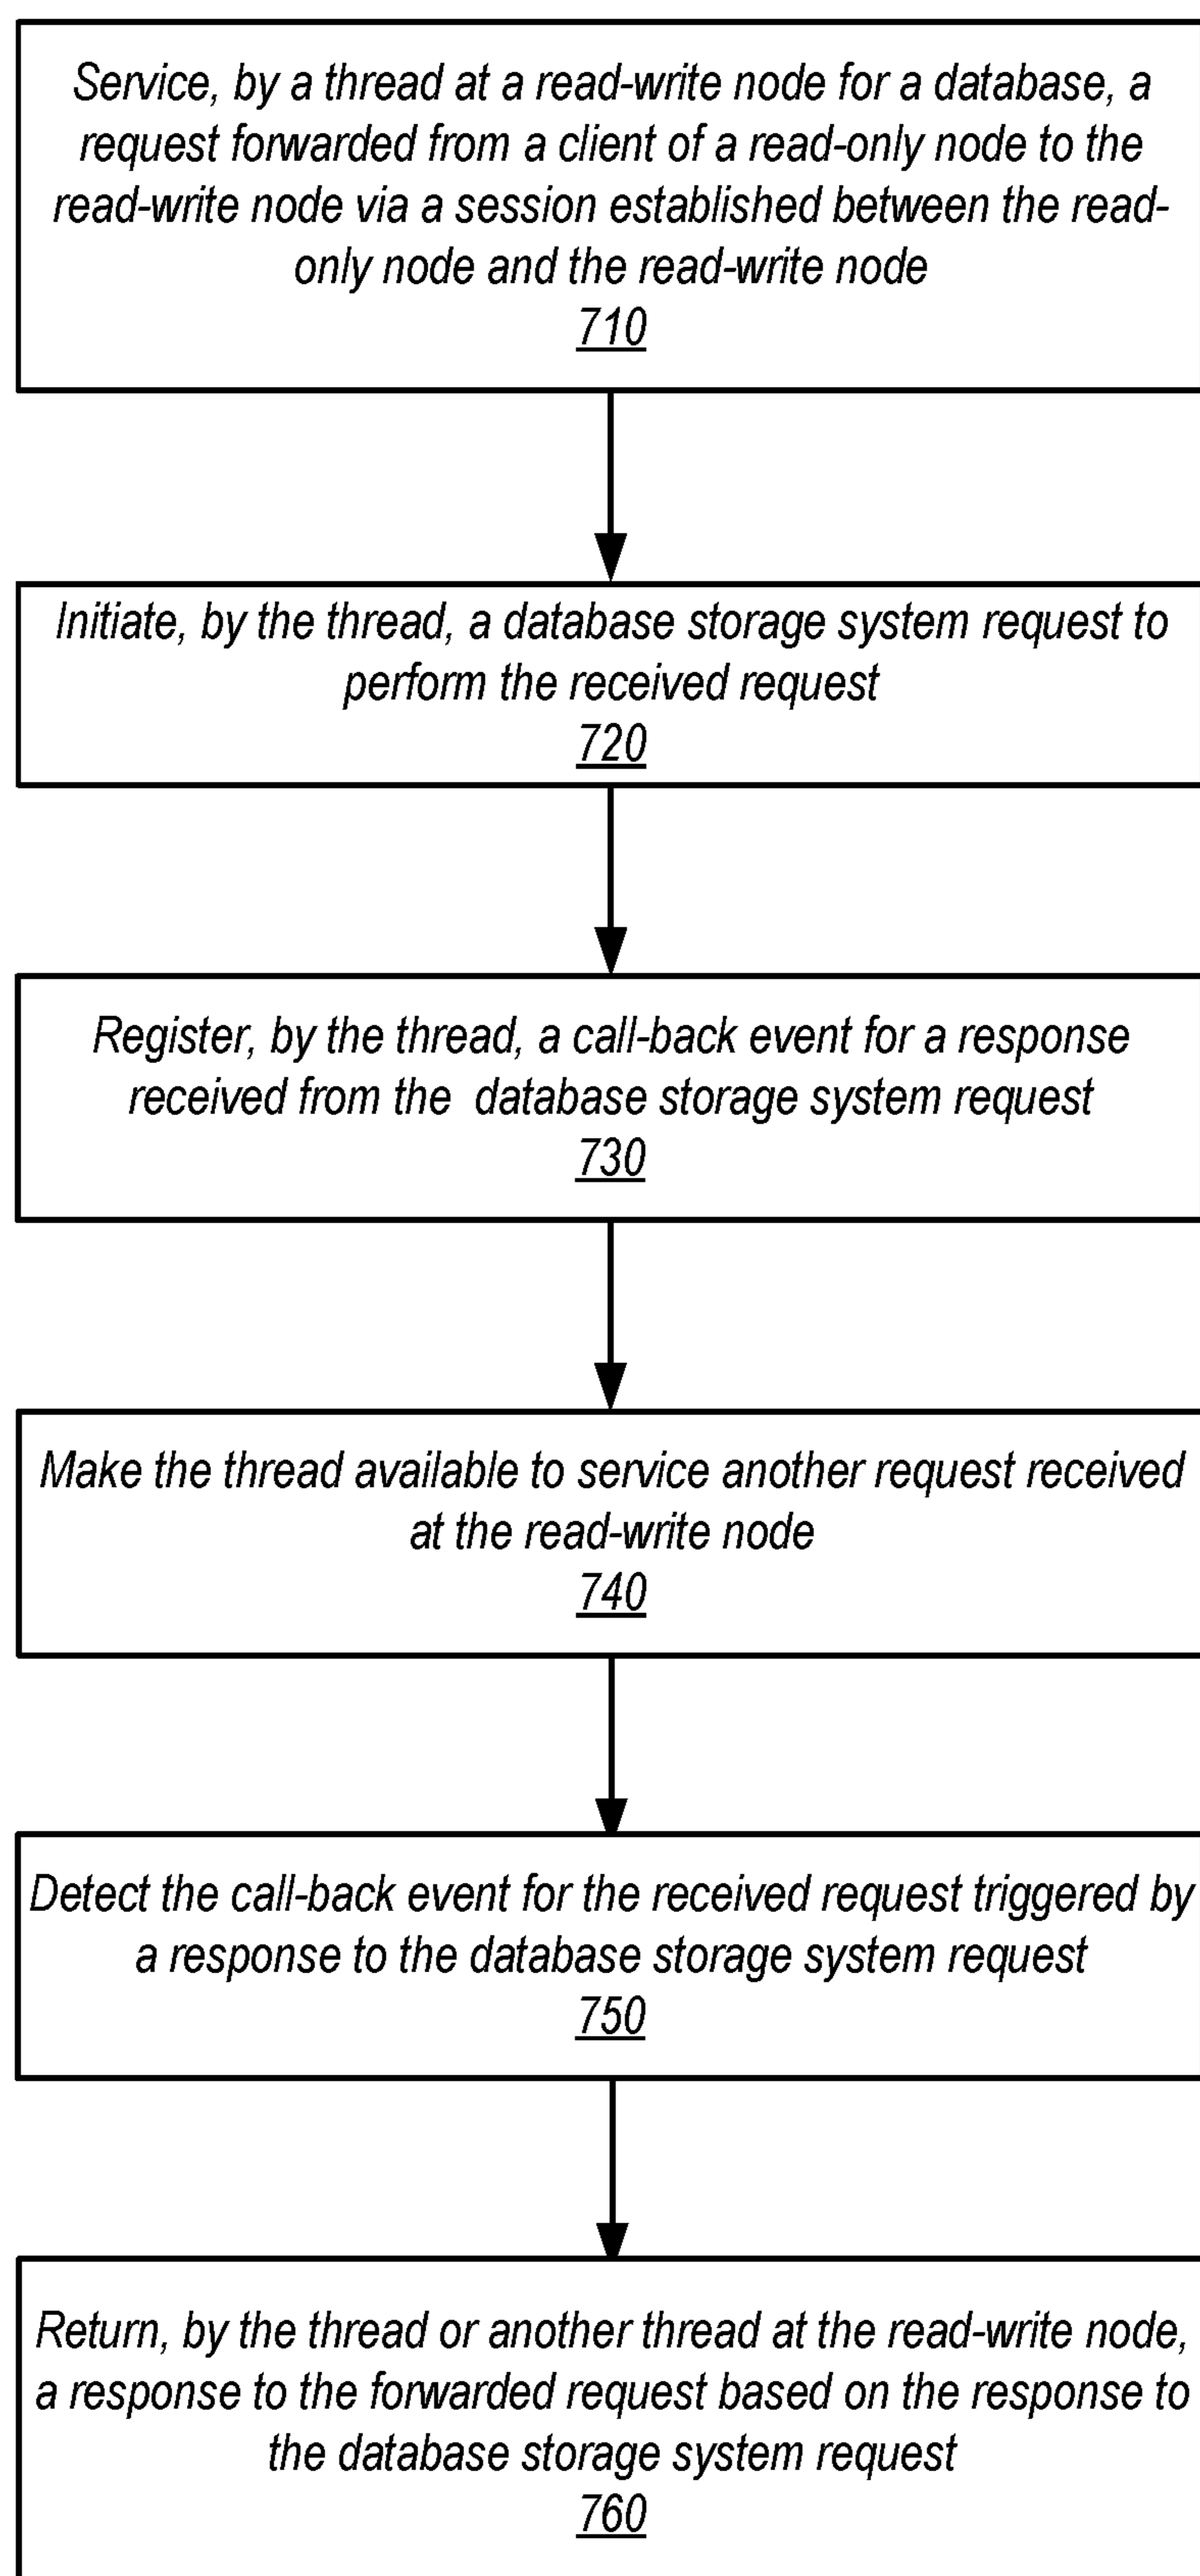 Service, by a thread at a read-write node for a database, a
request forwarded from a client of a read-only node to the
read-write node via a session established between the read-
only node and the read-write node
710
Initiate, by the thread, a database storage system request to
perform the received request
720
Register, by the thread, a call-back event for a response
received from the  database storage system request
730
Make the thread available to service another request received
at the read-write node
740
Detect the call-back event for the received request triggered by
a response to the database storage system request
750
Return, by the thread or another thread at the read-write node,
a response to the forwarded request based on the response to
the database storage system request
760